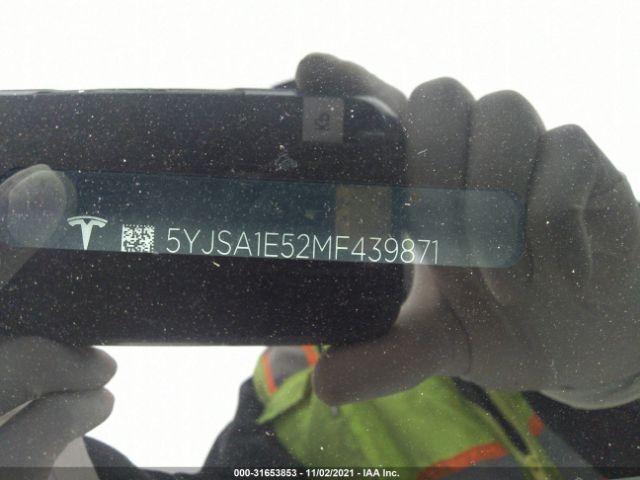 5YJSA1E52MF439871
000-31653853 - 11/02/2021 - IAA Inc.